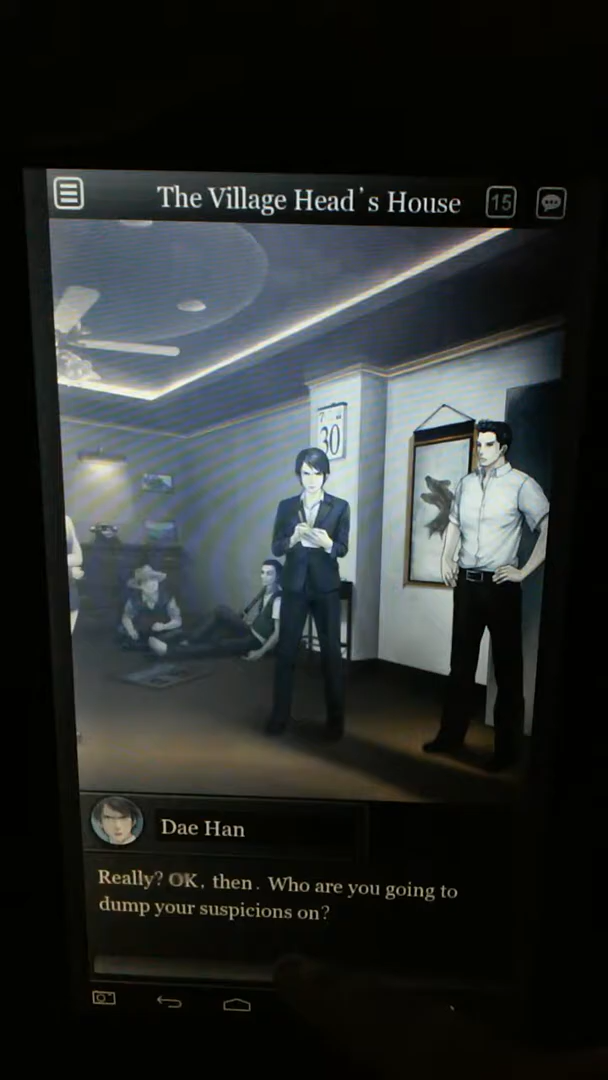 The Village Head's House
15
30
Dae Han
Really? OK, then. Who are you going to
dump your suspicions on?